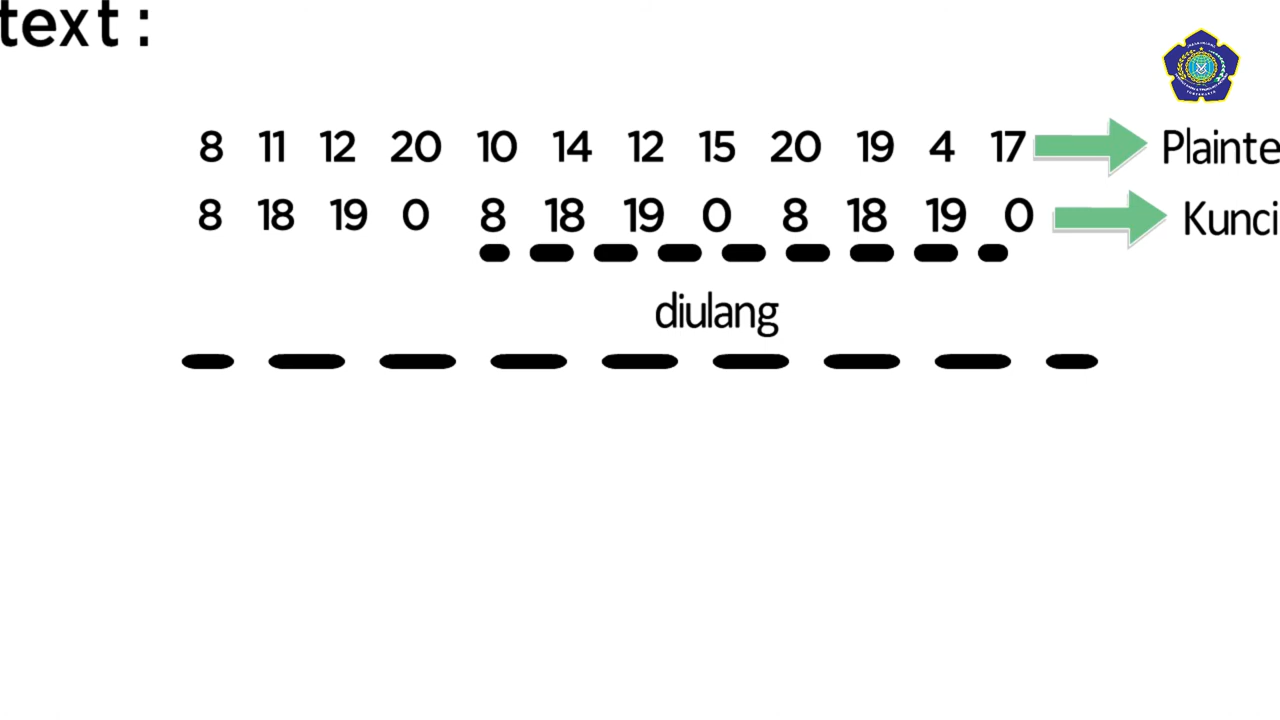 text :
8 11 12 20 10 14 12 15 20 19 4 17 Plainte
8 18 19 0 8 18 19 0 8 18 19 0 Kunci
diulang